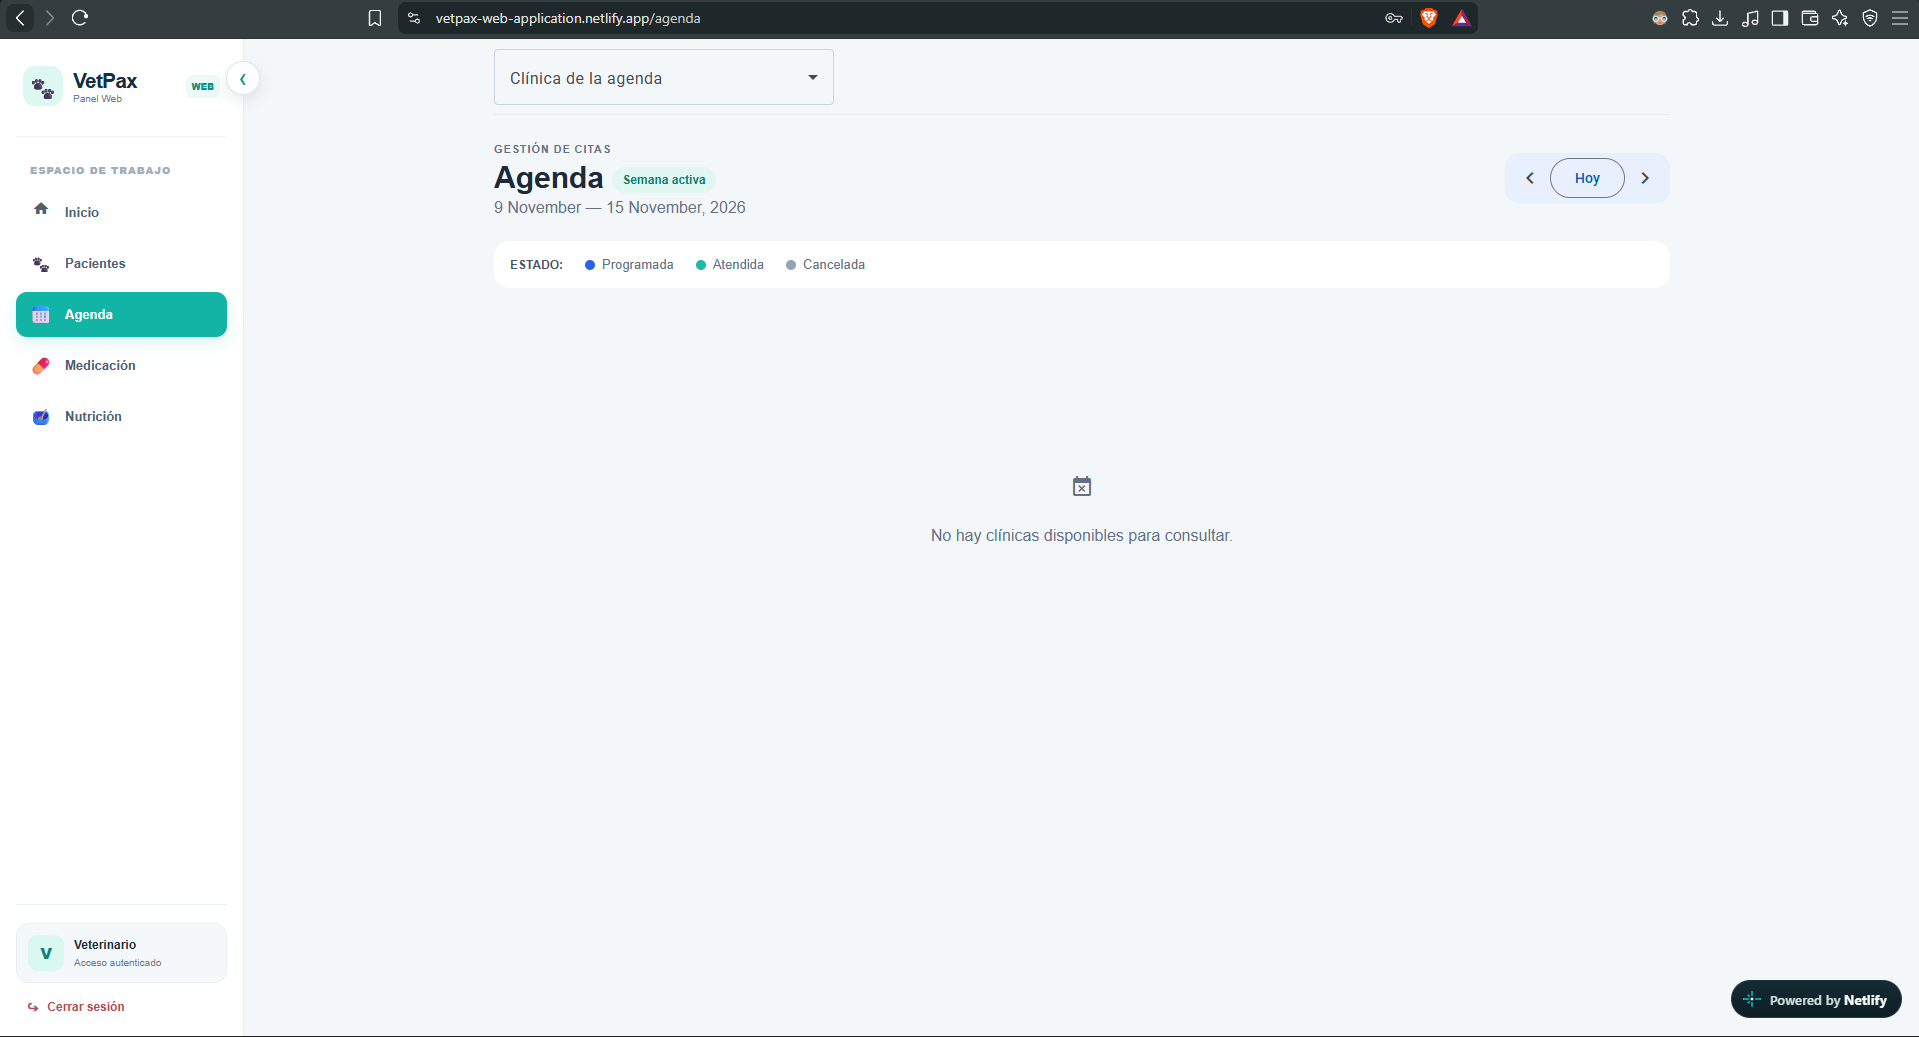 vetpax-web-application.netlify.app/agenda
VetPax
Panel Web
WEB
ESPACIO DE TRABAJO
Inicio
Pacientes
Agenda
Medicación
Nutrición
Veterinario
Acceso autenticado
V
Cerrar sesión
Clínica de la agenda
GESTIÓN DE CITAS
Agenda Semana activa
9 November — 15 November, 2026
Hoy
ESTADO: Programada Atendida Cancelada
No hay clínicas disponibles para consultar.
Powered by Netlify